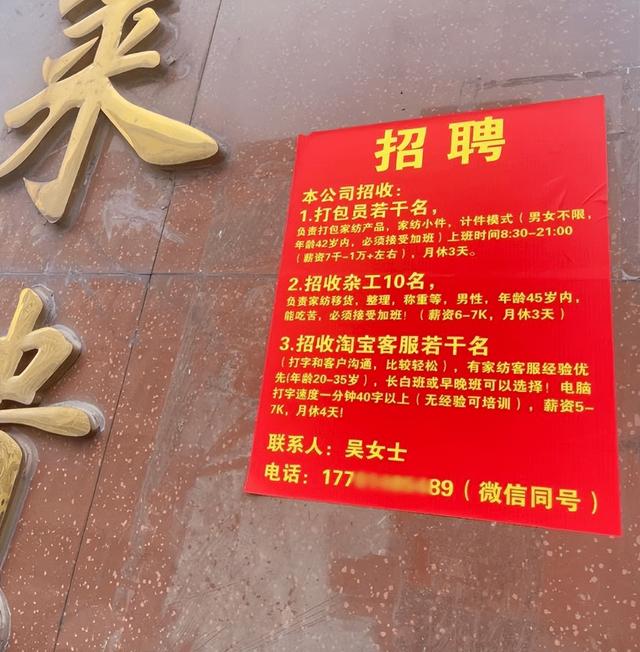 招聘
本公司招收：
1.打包员若干名，
负责打包家纺产品，家纺小件，计件模式（男女不限，
年龄42岁内，必须接受加班）上班时间8:30-21:00
（薪资7千-1万+左右），月休3天。
2.招收杂工10名，
负责家纺移货，整理，称重等，男性，年龄45岁内，
能吃苦，必须接受加班！（薪资6-7K，月休3天）
3.招收淘宝客服若干名
（打字和客户沟通，比较轻松），有家纺客服经验优
先(年龄20-35岁），长白班或早晚班可以选择！电脑
打字速度一分钟40字以上（无经验可培训），薪资5-
7K，月休4天！
联系人：吴女士
电话：177 89（微信同号）